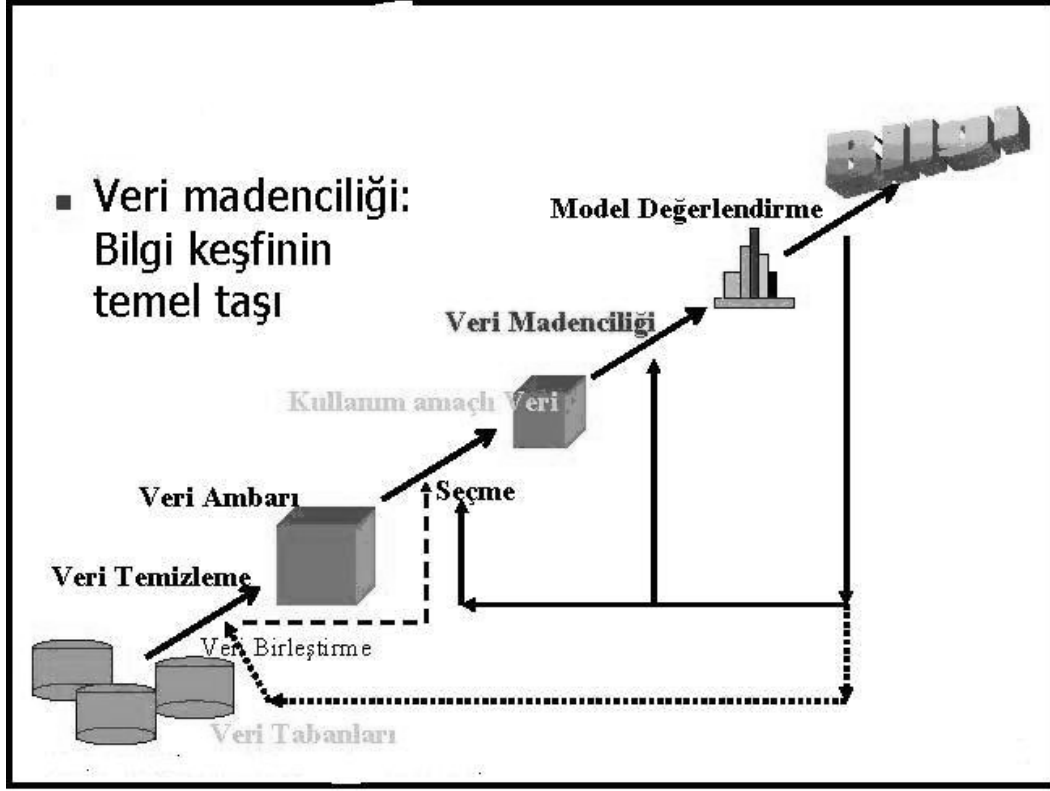 Bilgi
▪ Veri madenciliği:
Bilgi keşfinin
temel taşı
Model Değerlendirme
Veri Madenciliği
Kullanım amaçlı Veri
Seçme
Veri Ambarı
Veri Temizleme
Veri Birleştirme
Veri Tabanları